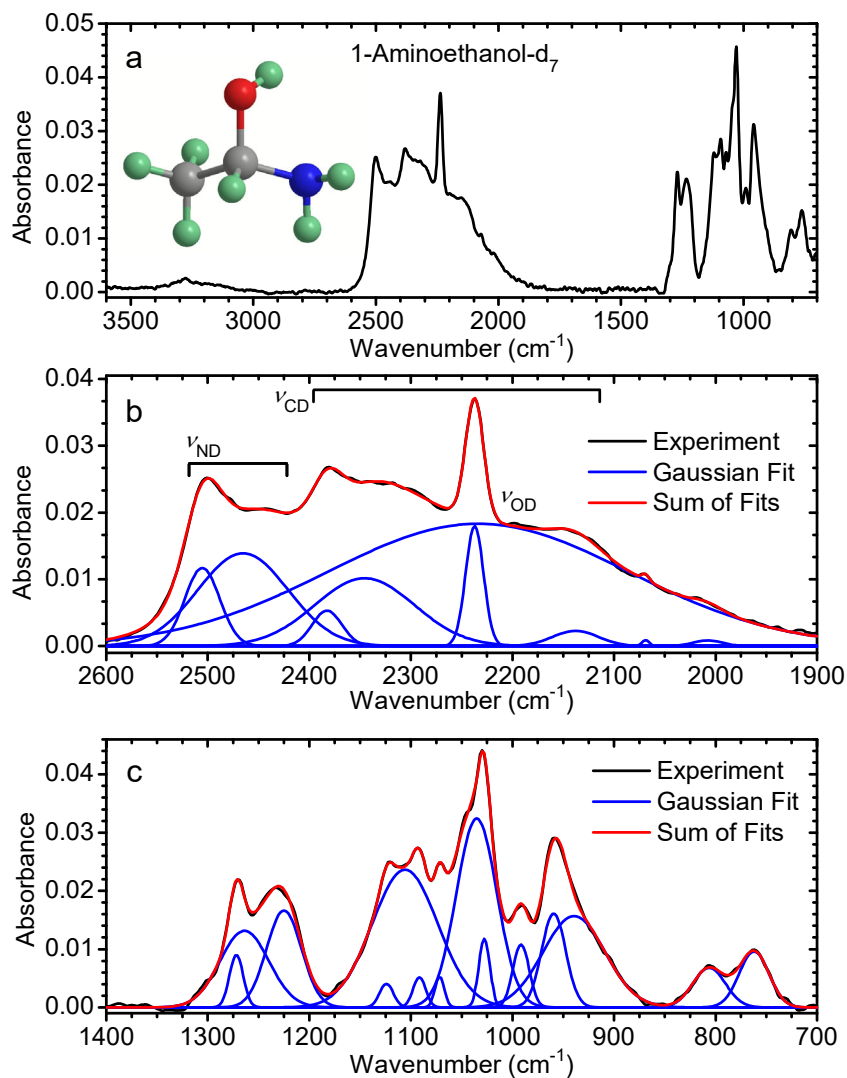 0.05
0.04
0.03
0.02
0.01
0.00
Absorbance
a
1-Aminoethanol-d7
3500 3000 2500 2000 1500 1000
Wavenumber (cm-1)
0.04
0.03
0.02
0.01
0.00
Absorbance
b
νND
νCD
νOD
Experiment
Gaussian Fit
Sum of Fits
2600 2500 2400 2300 2200 2100 2000 1900
Wavenumber (cm-1)
0.04
0.03
0.02
0.01
0.00
Absorbance
c
Experiment
Gaussian Fit
Sum of Fits
1400 1300 1200 1100 1000 900 800 700
Wavenumber (cm-1)